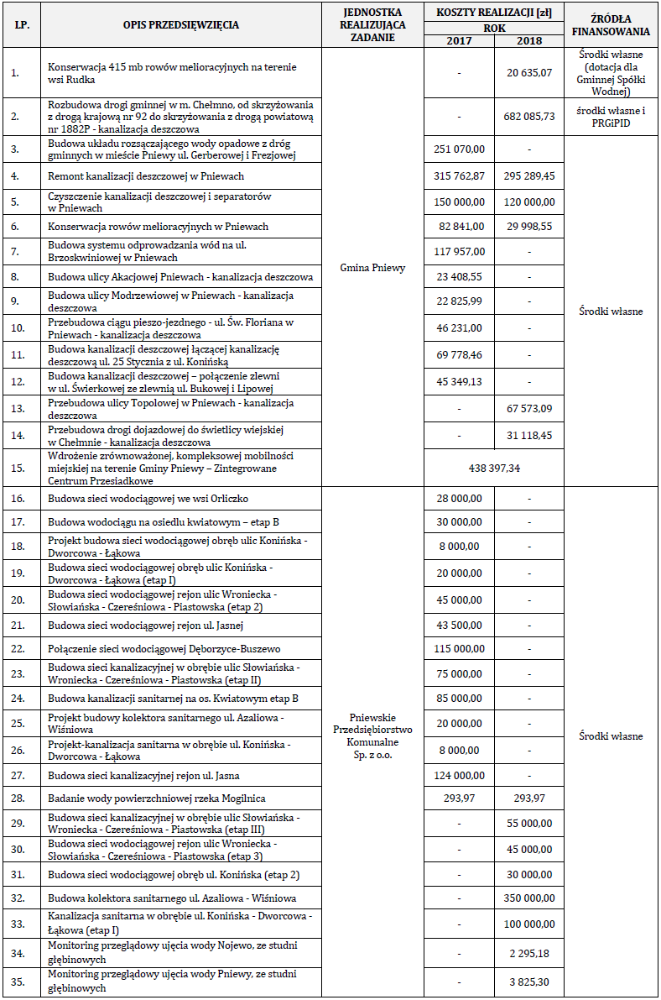 LP.
OPIS PRZEDSIĘWZIĘCIA
JEDNOSTKA
REALIZUJĄCA
ZADANIE
KOSZTY REALIZACJI [zł]
ROK
2017
2018
ŹRÓDŁA
FINANSOWANIA
1.
Konserwacja 415 mb rowów melioracyjnych na terenie
wsi Rudka
-
20 635,07
Środki własne
(dotacja dla
Gminnej Spółki
Wodnej)
2.
Rozbudowa drogi gminnej w m. Chełmno, od skrzyżowania
z drogą krajową nr 92 do skrzyżowania z drogą powiatową
nr 1882P - kanalizacja deszczowa
-
682 085,73
środki własne i
PRGiPID
3.
Budowa układu rozsączającego wody opadowe z dróg
gminnych w mieście Pniewy ul. Gerberowej i Frezjowej
251 070,00
-
4.
Remont kanalizacji deszczowej w Pniewach
315 762,87
295 289,45
5.
Czyszczenie kanalizacji deszczowej i separatorów
w Pniewach
150 000,00
120 000,00
6.
Konserwacja rowów melioracyjnych w Pniewach
82 841,00
29 998,55
7.
Budowa systemu odprowadzania wód na ul.
Brzoskwiniowej w Pniewach
117 957,00
-
Gmina Pniewy
8.
Budowa ulicy Akacjowej Pniewach - kanalizacja deszczowa
23 408,55
-
9.
Budowa ulicy Modrzewiowej w Pniewach - kanalizacja
deszczowa
22 825,99
-
Środki własne
10.
Przebudowa ciągu pieszo-jezdnego - ul. Św. Floriana w
Pniewach - kanalizacja deszczowa
46 231,00
-
11.
Budowa kanalizacji deszczowej łączącej kanalizację
deszczową ul. 25 Stycznia z ul. Konińską
69 778,46
-
12.
Budowa kanalizacji deszczowej – połączenie zlewni
w ul. Świerkowej ze zlewnią ul. Bukowej i Lipowej
45 349,13
-
13.
Przebudowa ulicy Topolowej w Pniewach - kanalizacja
deszczowa
-
67 573,09
14.
Przebudowa drogi dojazdowej do świetlicy wiejskiej
w Chełmnie - kanalizacja deszczowa
-
31 118,45
15.
Wdrożenie zrównoważonej, kompleksowej mobilności
miejskiej na terenie Gminy Pniewy – Zintegrowane
Centrum Przesiadkowe
438 397,34
16.
Budowa sieci wodociągowej we wsi Orliczko
28 000,00
-
17.
Budowa wodociągu na osiedlu kwiatowym – etap B
30 000,00
-
18.
Projekt budowa sieci wodociągowej obręb ulic Konińska -
Dworcowa - Łąkowa
8 000,00
-
19.
Budowa sieci wodociągowej obręb ulic Konińska -
Dworcowa - Łąkowa (etap I)
20 000,00
-
20.
Budowa sieci wodociągowej rejon ulic Wroniecka -
Słowiańska - Czereśniowa - Piastowska (etap 2)
45 000,00
-
21.
Budowa sieci wodociągowej rejon ul. Jasnej
43 500,00
-
22.
Połączenie sieci wodociągowej Dęborzyce-Buszewo
115 000,00
-
23.
Budowa sieci kanalizacyjnej w obrębie ulic Słowiańska -
Wroniecka - Czereśniowa - Piastowska (etap II)
75 000,00
-
24.
Budowa kanalizacji sanitarnej na os. Kwiatowym etap B
85 000,00
-
25.
Projekt budowy kolektora sanitarnego ul. Azaliowa -
Wiśniowa
20 000,00
-
Pniewskie
Przedsiębiorstwo
Komunalne
Sp. z o.o.
Środki własne
26.
Projekt-kanalizacja sanitarna w obrębie ul. Konińska -
Dworcowa - Łąkowa
8 000,00
-
27.
Budowa sieci kanalizacyjnej rejon ul. Jasna
124 000,00
-
28.
Badanie wody powierzchniowej rzeka Mogilnica
293,97
293,97
29.
Budowa sieci kanalizacyjnej w obrębie ulic Słowiańska -
Wroniecka - Czereśniowa - Piastowska (etap III)
-
55 000,00
30.
Budowa sieci wodociągowej rejon ulic Wroniecka -
Słowiańska - Czereśniowa - Piastowska (etap 3)
-
45 000,00
31.
Budowa sieci wodociągowej obręb ul. Konińska (etap 2)
-
30 000,00
32.
Budowa kolektora sanitarnego ul. Azaliowa - Wiśniowa
-
350 000,00
33.
Kanalizacja sanitarna w obrębie ul. Konińska - Dworcowa -
Łąkowa (etap I)
-
100 000,00
34.
Monitoring przeglądowy ujęcia wody Nojewo, ze studni
głębinowych
-
2 295,18
35.
Monitoring przeglądowy ujęcia wody Pniewy, ze studni
głębinowych
-
3 825,30